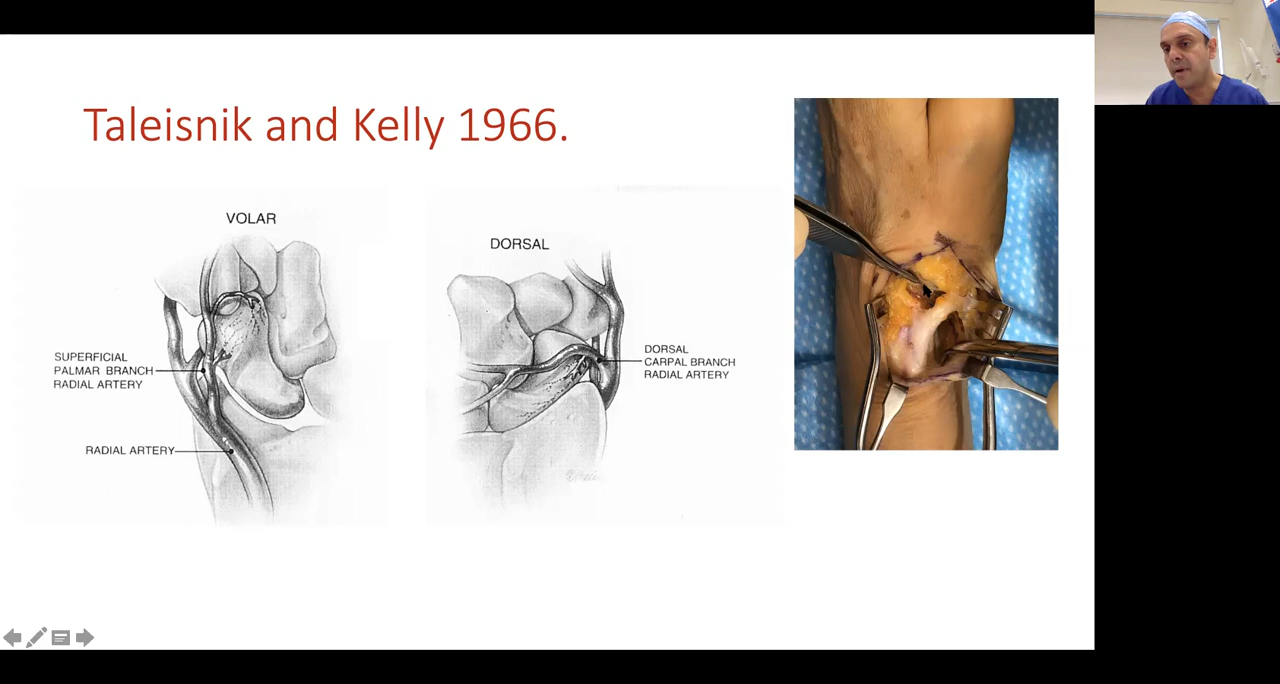 Taleisnik and Kelly 1966.
VOLAR
SUPERFICIAL
PALMAR BRANCH
RADIAL ARTERY
RADIAL ARTERY
DORSAL
DORSAL
CARPAL BRANCH
RADIAL ARTERY